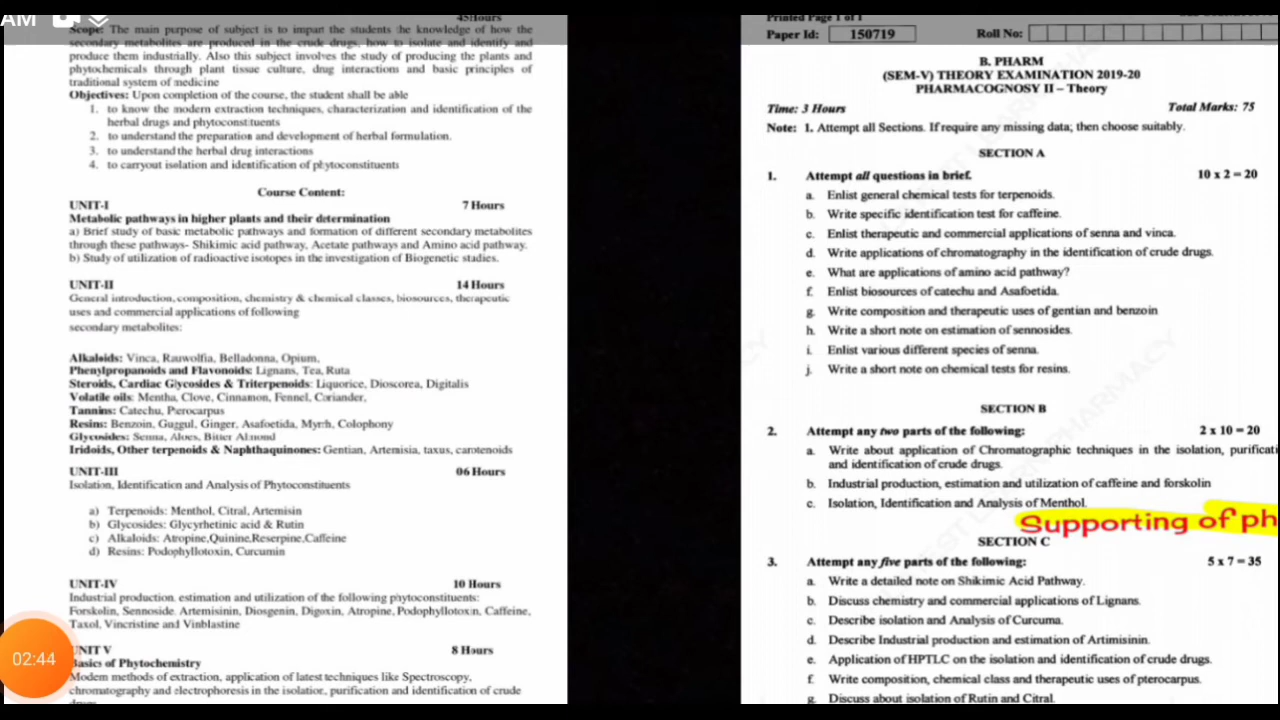 AM
45Hours
Scope: The main purpose of subject is to impart the students the knowledge of how the
secondary metabolites are produced in the crude drugs, how to isolate and identify and
produce them industrially. Also this subject involves the study of producing the plants and
phytochemicals through plant tissue culture, drug interactions and basic principles of
traditional system of medicine
Objectives: Upon completion of the course, the student shall be able
1. to know the modern extraction techniques, characterization and identification of the
herbal drugs and phytoconstituents
2. to understand the preparation and development of herbal formulation.
3. to understand the herbal drug interactions
4. to carryout isolation and identification of phytoconstituents
Course Content:
UNIT-I 7 Hours
Metabolic pathways in higher plants and their determination
a) Brief study of basic metabolic pathways and formation of different secondary metabolites
through these pathways- Shikimic acid pathway, Acetate pathways and Amino acid pathway.
b) Study of utilization of radioactive isotopes in the investigation of Biogenetic studies.
UNIT-II 14 Hours
General introduction, composition, chemistry & chemical classes, biosources, therapeutic
uses and commercial applications of following
secondary metabolites:
Alkaloids: Vinca, Rauwolfia, Belladonna, Opium,
Phenylpropanoids and Flavonoids: Lignans, Tea, Ruta
Steroids, Cardiac Glycosides & Triterpenoids: Liquorice, Dioscorea, Digitalis
Volatile oils: Mentha, Clove, Cinnamon, Fennel, Coriander,
Tannins: Catechu, Pterocarpus
Resins: Benzoin, Guggul, Ginger, Asafoetida, Myrrh, Colophony
Glycosides: Senna, Aloes, Bitter Almond
Iridoids, Other terpenoids & Naphthaquinones: Gentian, Artemisia, taxus, carotenoids
UNIT-III 06 Hours
Isolation, Identification and Analysis of Phytoconstituents
a) Terpenoids: Menthol, Citral, Artemisin
b) Glycosides: Glycyrhetinic acid & Rutin
c) Alkaloids: Atropine,Quinine,Reserpine,Caffeine
d) Resins: Podophyllotoxin, Curcumin
UNIT-IV 10 Hours
Industrial production, estimation and utilization of the following phytoconstituents:
Forskolin, Sennoside, Artemisinin, Diosgenin, Digoxin, Atropine, Podophyllotoxin, Caffeine,
Taxol, Vincristine and Vinblastine
02:44
UNIT V 8 Hours
Basics of Phytochemistry
Modern methods of extraction, application of latest techniques like Spectroscopy,
chromatography and electrophoresis in the isolation, purification and identification of crude
Printed Page 1 of 1
Paper Id: 150719 Roll No:
B. PHARM
(SEM-V) THEORY EXAMINATION 2019-20
PHARMACOGNOSY II – Theory
Time: 3 Hours Total Marks: 75
Note: 1. Attempt all Sections. If require any missing data; then choose suitably.
SECTION A
1. Attempt all questions in brief. 10 x 2 = 20
a. Enlist general chemical tests for terpenoids.
b. Write specific identification test for caffeine.
c. Enlist therapeutic and commercial applications of senna and vinca.
d. Write applications of chromatography in the identification of crude drugs.
e. What are applications of amino acid pathway?
f. Enlist biosources of catechu and Asafoetida.
g. Write composition and therapeutic uses of gentian and benzoin
h. Write a short note on estimation of sennosides.
i. Enlist various different species of senna.
j. Write a short note on chemical tests for resins.
SECTION B
2. Attempt any two parts of the following: 2 x 10 = 20
a. Write about application of Chromatographic techniques in the isolation, purificati
and identification of crude drugs.
b. Industrial production, estimation and utilization of caffeine and forskolin
c. Isolation, Identification and Analysis of Menthol.
Supporting of ph
SECTION C
3. Attempt any five parts of the following: 5 x 7 = 35
a. Write a detailed note on Shikimic Acid Pathway.
b. Discuss chemistry and commercial applications of Lignans.
c. Describe isolation and Analysis of Curcuma.
d. Describe Industrial production and estimation of Artimisinin.
e. Application of HPTLC on the isolation and identification of crude drugs.
f. Write composition, chemical class and therapeutic uses of pterocarpus.
g. Discuss about isolation of Rutin and Citral.